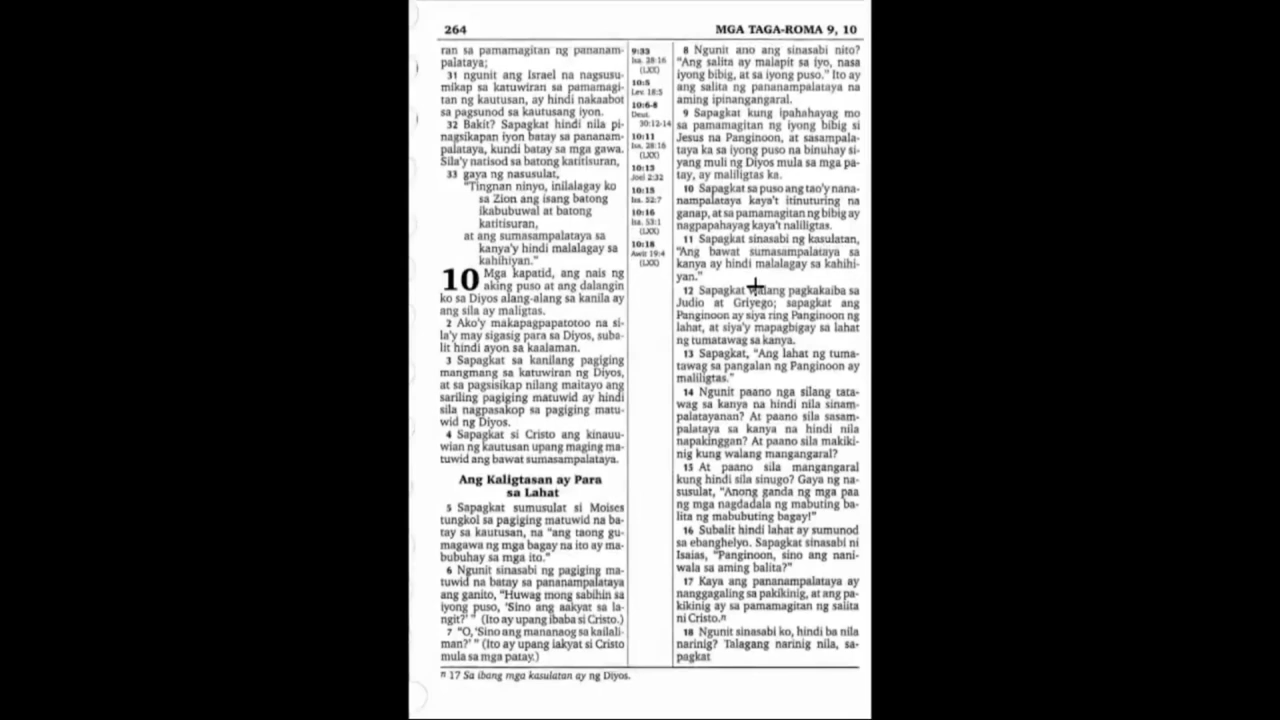 264
MGA TAGA-ROMA 9, 10
ran sa pamamagitan ng pananam-
palataya;
31 ngunit ang Israel na nagsusu-
mikap sa katuwiran sa pamamagi-
tan ng kautusan, ay hindi nakaabot
sa pagsunod sa kautusang iyon.
32 Bakit? Sapagkat hindi nila pi-
nagsikapan iyon batay sa pananam-
palataya, kundi batay sa mga gawa.
Sila'y natisod sa batong katitisuran,
33 gaya ng nasusulat,
"Tingnan ninyo, inilalagay ko
sa Zion ang isang batong
ikabubuwal at batong
katitisuran,
at ang sumasampalataya sa
kanya'y hindi malalagay sa
kahihiyan."
10 Mga kapatid, ang nais ng
aking puso at ang dalangin
ko sa Diyos alang-alang sa kanila ay
ang sila ay maligtas.
2 Ako'y makapagpapatotoo na si-
la'y may sigasig para sa Diyos, suba-
lit hindi ayon sa kaalaman.
3 Sapagkat sa kanilang pagiging
mangmang sa katuwiran ng Diyos,
at sa pagsisikap nilang maitayo ang
sariling pagiging matuwid ay hindi
sila nagpasakop sa pagiging matu-
wid ng Diyos.
4 Sapagkat si Cristo ang kinauu-
wian ng kautusan upang maging ma-
tuwid ang bawat sumasampalataya.
Ang Kaligtasan ay Para
sa Lahat
5 Sapagkat sumusulat si Moises
tungkol sa pagiging matuwid na ba-
tay sa kautusan, na "ang taong gu-
magawa ng mga bagay na ito ay ma-
bubuhay sa mga ito."
6 Ngunit sinasabi ng pagiging ma-
tuwid na batay sa pananampalataya
ang ganito, "Huwag mong sabihin sa
iyong puso, 'Sino ang aakyat sa la-
ngit?' " (Ito ay upang ibaba si Cristo.)
7 "O, 'Sino ang mananaog sa kailali-
man?' " (Ito ay upang iakyat si Cristo
mula sa mga patay.)
9:33
Isa. 28:16
(LXX)
10:5
Lev. 18:5
10:6-8
Deut.
30:12-14
10:11
Isa. 28:16
(LXX)
10:13
Joel 2:32
10:15
Isa. 52:7
10:16
Isa. 53:1
(LXX)
10:18
Awit 19:4
(LXX)
8 Ngunit ano ang sinasabi nito?
"Ang salita ay malapit sa iyo, nasa
iyong bibig, at sa iyong puso." Ito ay
ang salita ng pananampalataya na
aming ipinangangaral.
9 Sapagkat kung ipahahayag mo
sa pamamagitan ng iyong bibig si
Jesus na Panginoon, at sasampala-
taya ka sa iyong puso na binuhay si-
yang muli ng Diyos mula sa mga pa-
tay, ay maliligtas ka.
10 Sapagkat sa puso ang tao'y nana-
nampalataya kaya't itinuturing na
ganap, at sa pamamagitan ng bibig ay
nagpapahayag kaya't naliligtas.
11 Sapagkat sinasabi ng kasulatan,
"Ang bawat sumasampalataya sa
kanya ay hindi malalagay sa kahihi-
yan."
12 Sapagkat walang pagkakaiba sa
Judio at Griyego; sapagkat ang
Panginoon ay siya ring Panginoon ng
lahat, at siya'y mapagbigay sa lahat
ng tumatawag sa kanya.
13 Sapagkat, "Ang lahat ng tuma-
tawag sa pangalan ng Panginoon ay
maliligtas."
14 Ngunit paano nga silang tata-
wag sa kanya na hindi nila sinam-
palatayanan? At paano sila sasam-
palataya sa kanya na hindi nila
napakinggan? At paano sila makiki-
nig kung walang mangangaral?
15 At paano sila mangangaral
kung hindi sila sinugo? Gaya ng na-
susulat, "Anong ganda ng mga paa
ng mga nagdadala ng mabuting ba-
lita ng mabubuting bagay!"
16 Subalit hindi lahat ay sumunod
sa ebanghelyo. Sapagkat sinasabi ni
Isaias, "Panginoon, sino ang nani-
wala sa aming balita?"
17 Kaya ang pananampalataya ay
nanggagaling sa pakikinig, at ang pa-
kikinig ay sa pamamagitan ng salita
ni Cristo.n
18 Ngunit sinasabi ko, hindi ba nila
narinig? Talagang narinig nila, sa-
pagkat
n 17 Sa ibang mga kasulatan ay ng Diyos.